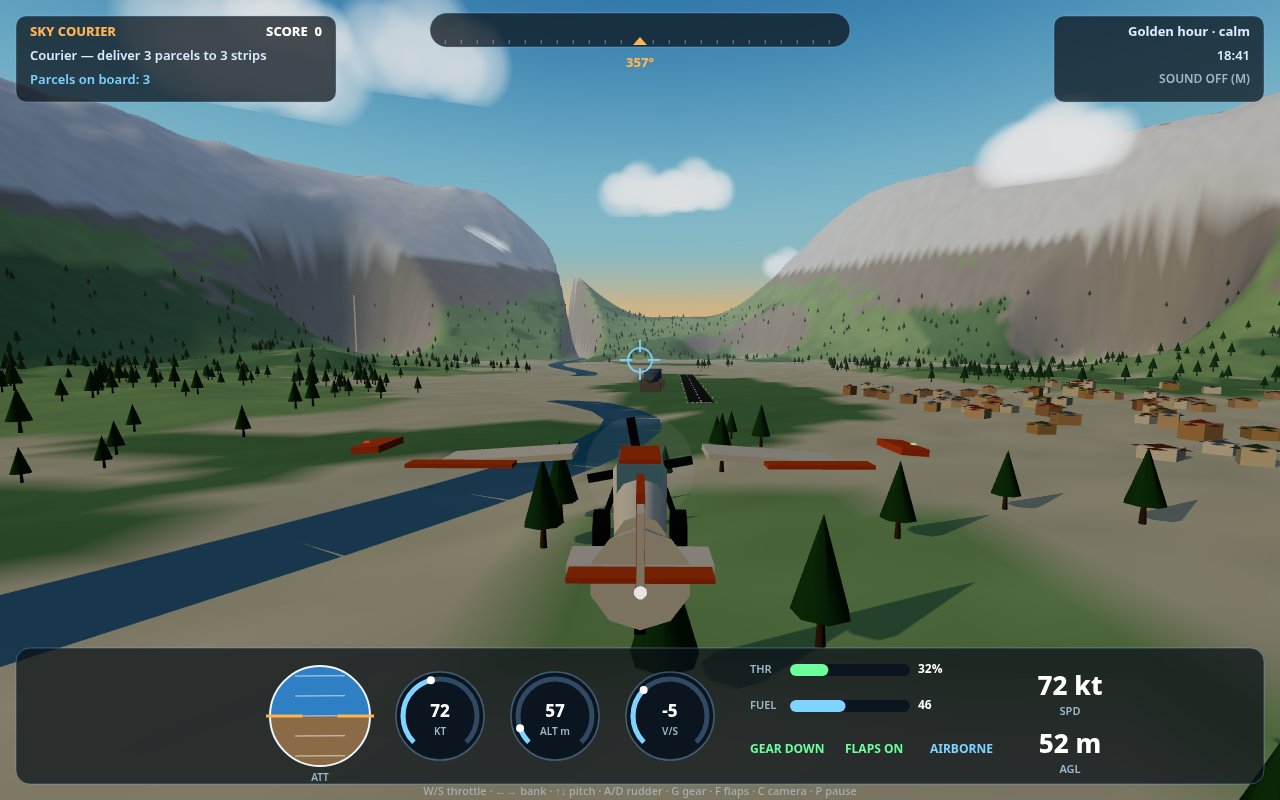 SKY COURIER SCORE 0
Courier — deliver 3 parcels to 3 strips
Parcels on board: 3
357°
Golden hour · calm
18:41
SOUND OFF (M)
ATT
72
KT
57
ALT m
-5
V/S
THR 32%
FUEL 46
GEAR DOWN FLAPS ON AIRBORNE
72 kt
SPD
52 m
AGL
W/S throttle · ←→ bank · ↑↓ pitch · A/D rudder · G gear · F flaps · C camera · P pause